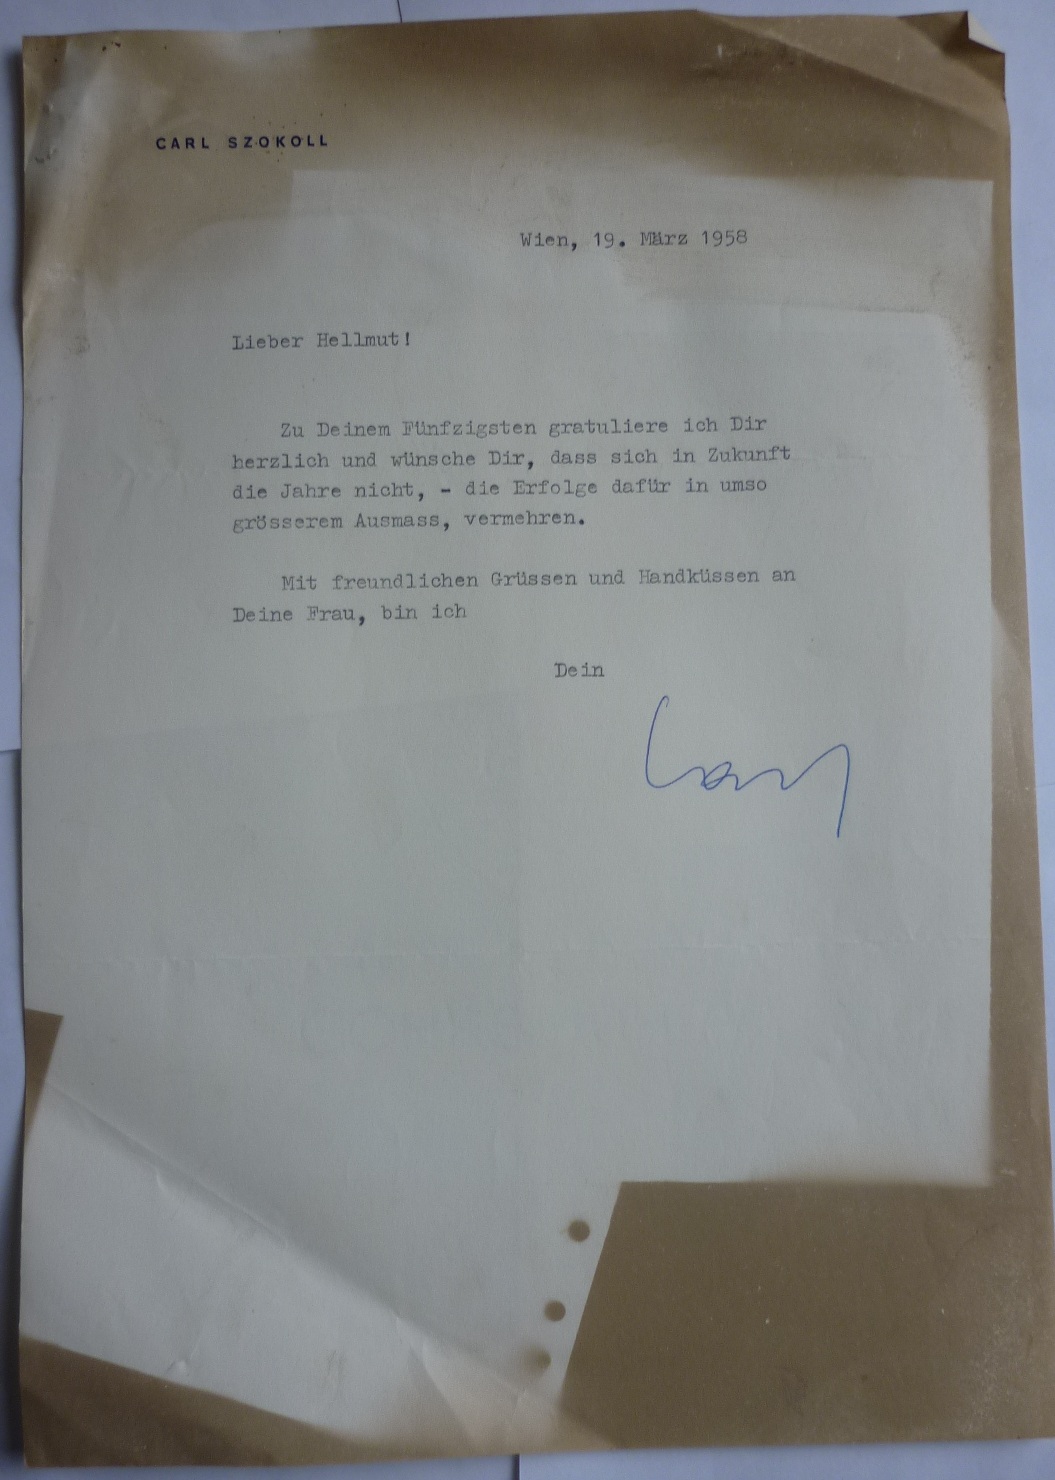 CARL SZOKOLL
Wien, 19. März 1958
Lieber Hellmut!
Zu Deinem Fünfzigsten gratuliere ich Dir
herzlich und wünsche Dir, dass sich in Zukunft
die Jahre nicht, - die Erfolge dafür in umso
grösserem Ausmass, vermehren.
Mit freundlichen Grüssen und Handküssen an
Deine Frau, bin ich
Dein
Carl